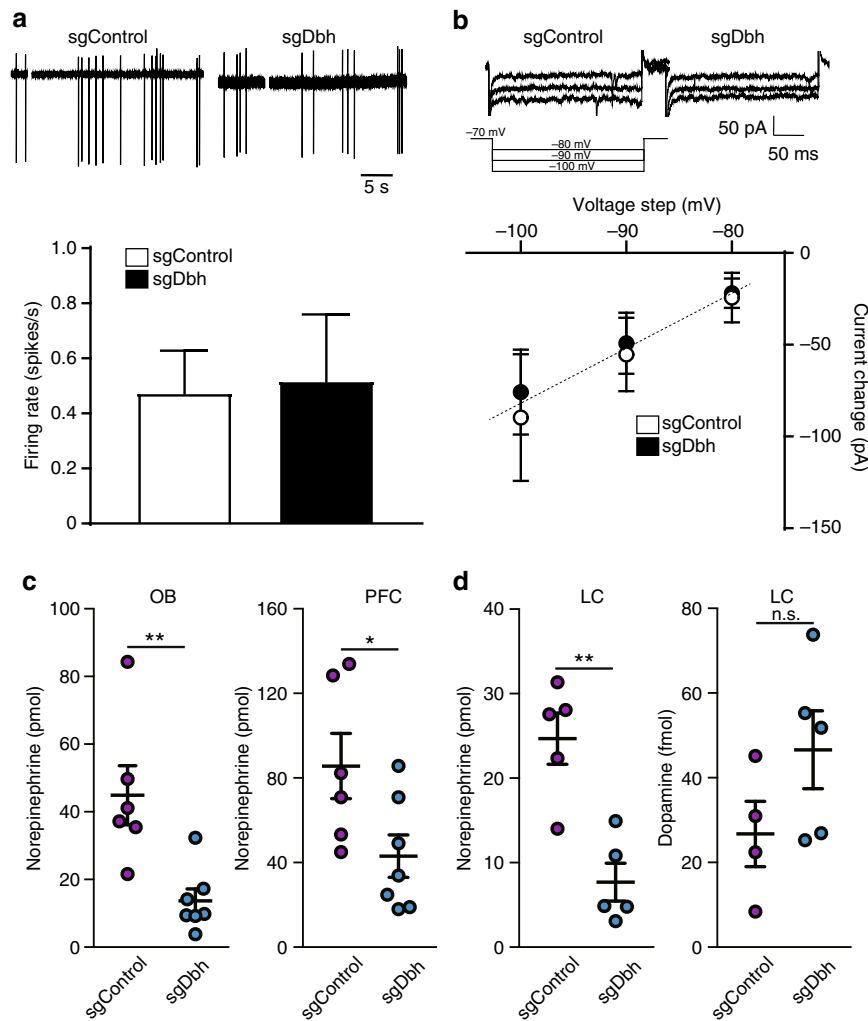 a
sgControl
sgDbh
5 s
1.0
0.8
0.6
0.4
0.2
0
Firing rate (spikes/s)
sgControl
sgDbh
b
sgControl
sgDbh
−70 mV
−80 mV
−90 mV
−100 mV
50 pA
50 ms
Voltage step (mV)
−100
−90
−80
0
−50
−100
−150
Current change (pA)
sgControl
sgDbh
c
OB
**
100
80
60
40
20
0
Norepinephrine (pmol)
sgControl
sgDbh
PFC
*
160
120
80
40
0
Norepinephrine (pmol)
sgControl
sgDbh
d
LC
**
40
30
20
10
0
Norepinephrine (pmol)
sgControl
sgDbh
LC
n.s.
80
60
40
20
0
Dopamine (fmol)
sgControl
sgDbh